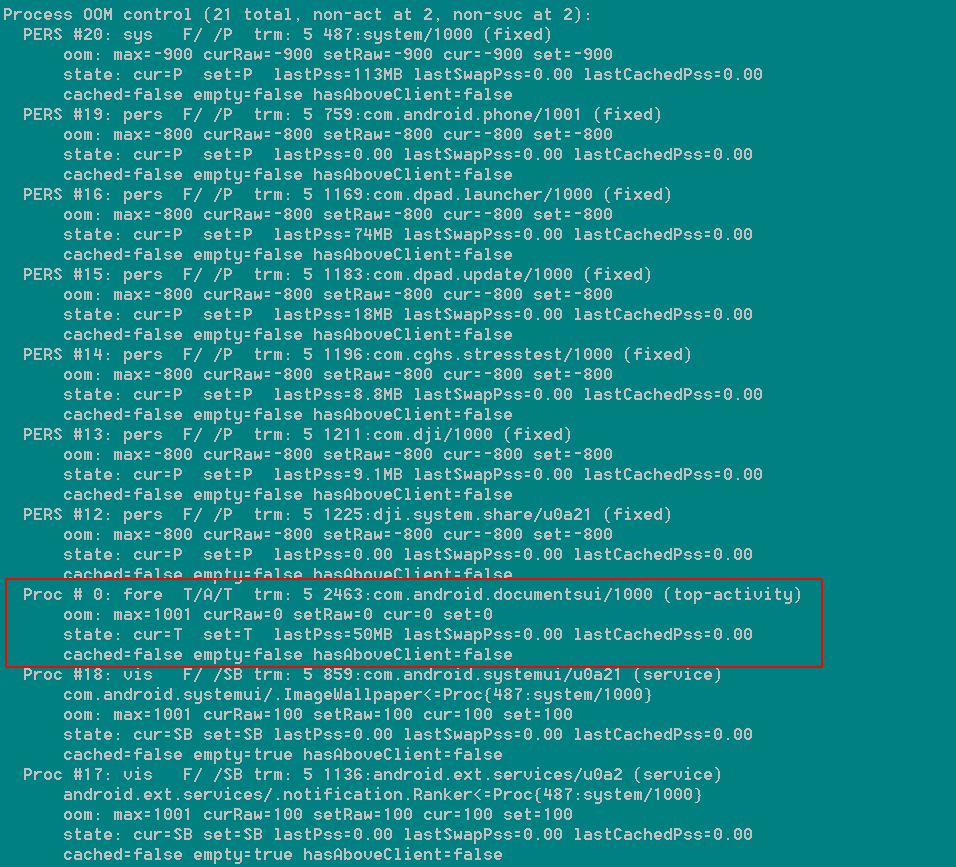 Process OOM control (21 total, non-act at 2, non-svc at 2):
PERS #20: sys F/ /P trm: 5 487:system/1000 (fixed)
oom: max=-900 curRaw=-900 setRaw=-900 cur=-900 set=-900
state: cur=P set=P lastPss=113MB lastSwapPss=0.00 lastCachedPss=0.00
cached=false empty=false hasAboveClient=false
PERS #19: pers F/ /P trm: 5 759:com.android.phone/1001 (fixed)
oom: max=-800 curRaw=-800 setRaw=-800 cur=-800 set=-800
state: cur=P set=P lastPss=0.00 lastSwapPss=0.00 lastCachedPss=0.00
cached=false empty=false hasAboveClient=false
PERS #16: pers F/ /P trm: 5 1169:com.dpad.launcher/1000 (fixed)
oom: max=-800 curRaw=-800 setRaw=-800 cur=-800 set=-800
state: cur=P set=P lastPss=74MB lastSwapPss=0.00 lastCachedPss=0.00
cached=false empty=false hasAboveClient=false
PERS #15: pers F/ /P trm: 5 1183:com.dpad.update/1000 (fixed)
oom: max=-800 curRaw=-800 setRaw=-800 cur=-800 set=-800
state: cur=P set=P lastPss=18MB lastSwapPss=0.00 lastCachedPss=0.00
cached=false empty=false hasAboveClient=false
PERS #14: pers F/ /P trm: 5 1196:com.cghs.stresstest/1000 (fixed)
oom: max=-800 curRaw=-800 setRaw=-800 cur=-800 set=-800
state: cur=P set=P lastPss=8.8MB lastSwapPss=0.00 lastCachedPss=0.00
cached=false empty=false hasAboveClient=false
PERS #13: pers F/ /P trm: 5 1211:com.dji/1000 (fixed)
oom: max=-800 curRaw=-800 setRaw=-800 cur=-800 set=-800
state: cur=P set=P lastPss=9.1MB lastSwapPss=0.00 lastCachedPss=0.00
cached=false empty=false hasAboveClient=false
PERS #12: pers F/ /P trm: 5 1225:dji.system.share/u0a21 (fixed)
oom: max=-800 curRaw=-800 setRaw=-800 cur=-800 set=-800
state: cur=P set=P lastPss=0.00 lastSwapPss=0.00 lastCachedPss=0.00
cached=false empty=false hasAboveClient=false
Proc # 0: fore T/A/T trm: 5 2463:com.android.documentsui/1000 (top-activity)
oom: max=1001 curRaw=0 setRaw=0 cur=0 set=0
state: cur=T set=T lastPss=50MB lastSwapPss=0.00 lastCachedPss=0.00
cached=false empty=false hasAboveClient=false
Proc #18: vis F/ /SB trm: 5 859:com.android.systemui/u0a21 (service)
com.android.systemui/.ImageWallpaper<=Proc{487:system/1000}
oom: max=1001 curRaw=100 setRaw=100 cur=100 set=100
state: cur=SB set=SB lastPss=0.00 lastSwapPss=0.00 lastCachedPss=0.00
cached=false empty=true hasAboveClient=false
Proc #17: vis F/ /SB trm: 5 1136:android.ext.services/u0a2 (service)
android.ext.services/.notification.Ranker<=Proc{487:system/1000}
oom: max=1001 curRaw=100 setRaw=100 cur=100 set=100
state: cur=SB set=SB lastPss=0.00 lastSwapPss=0.00 lastCachedPss=0.00
cached=false empty=true hasAboveClient=false